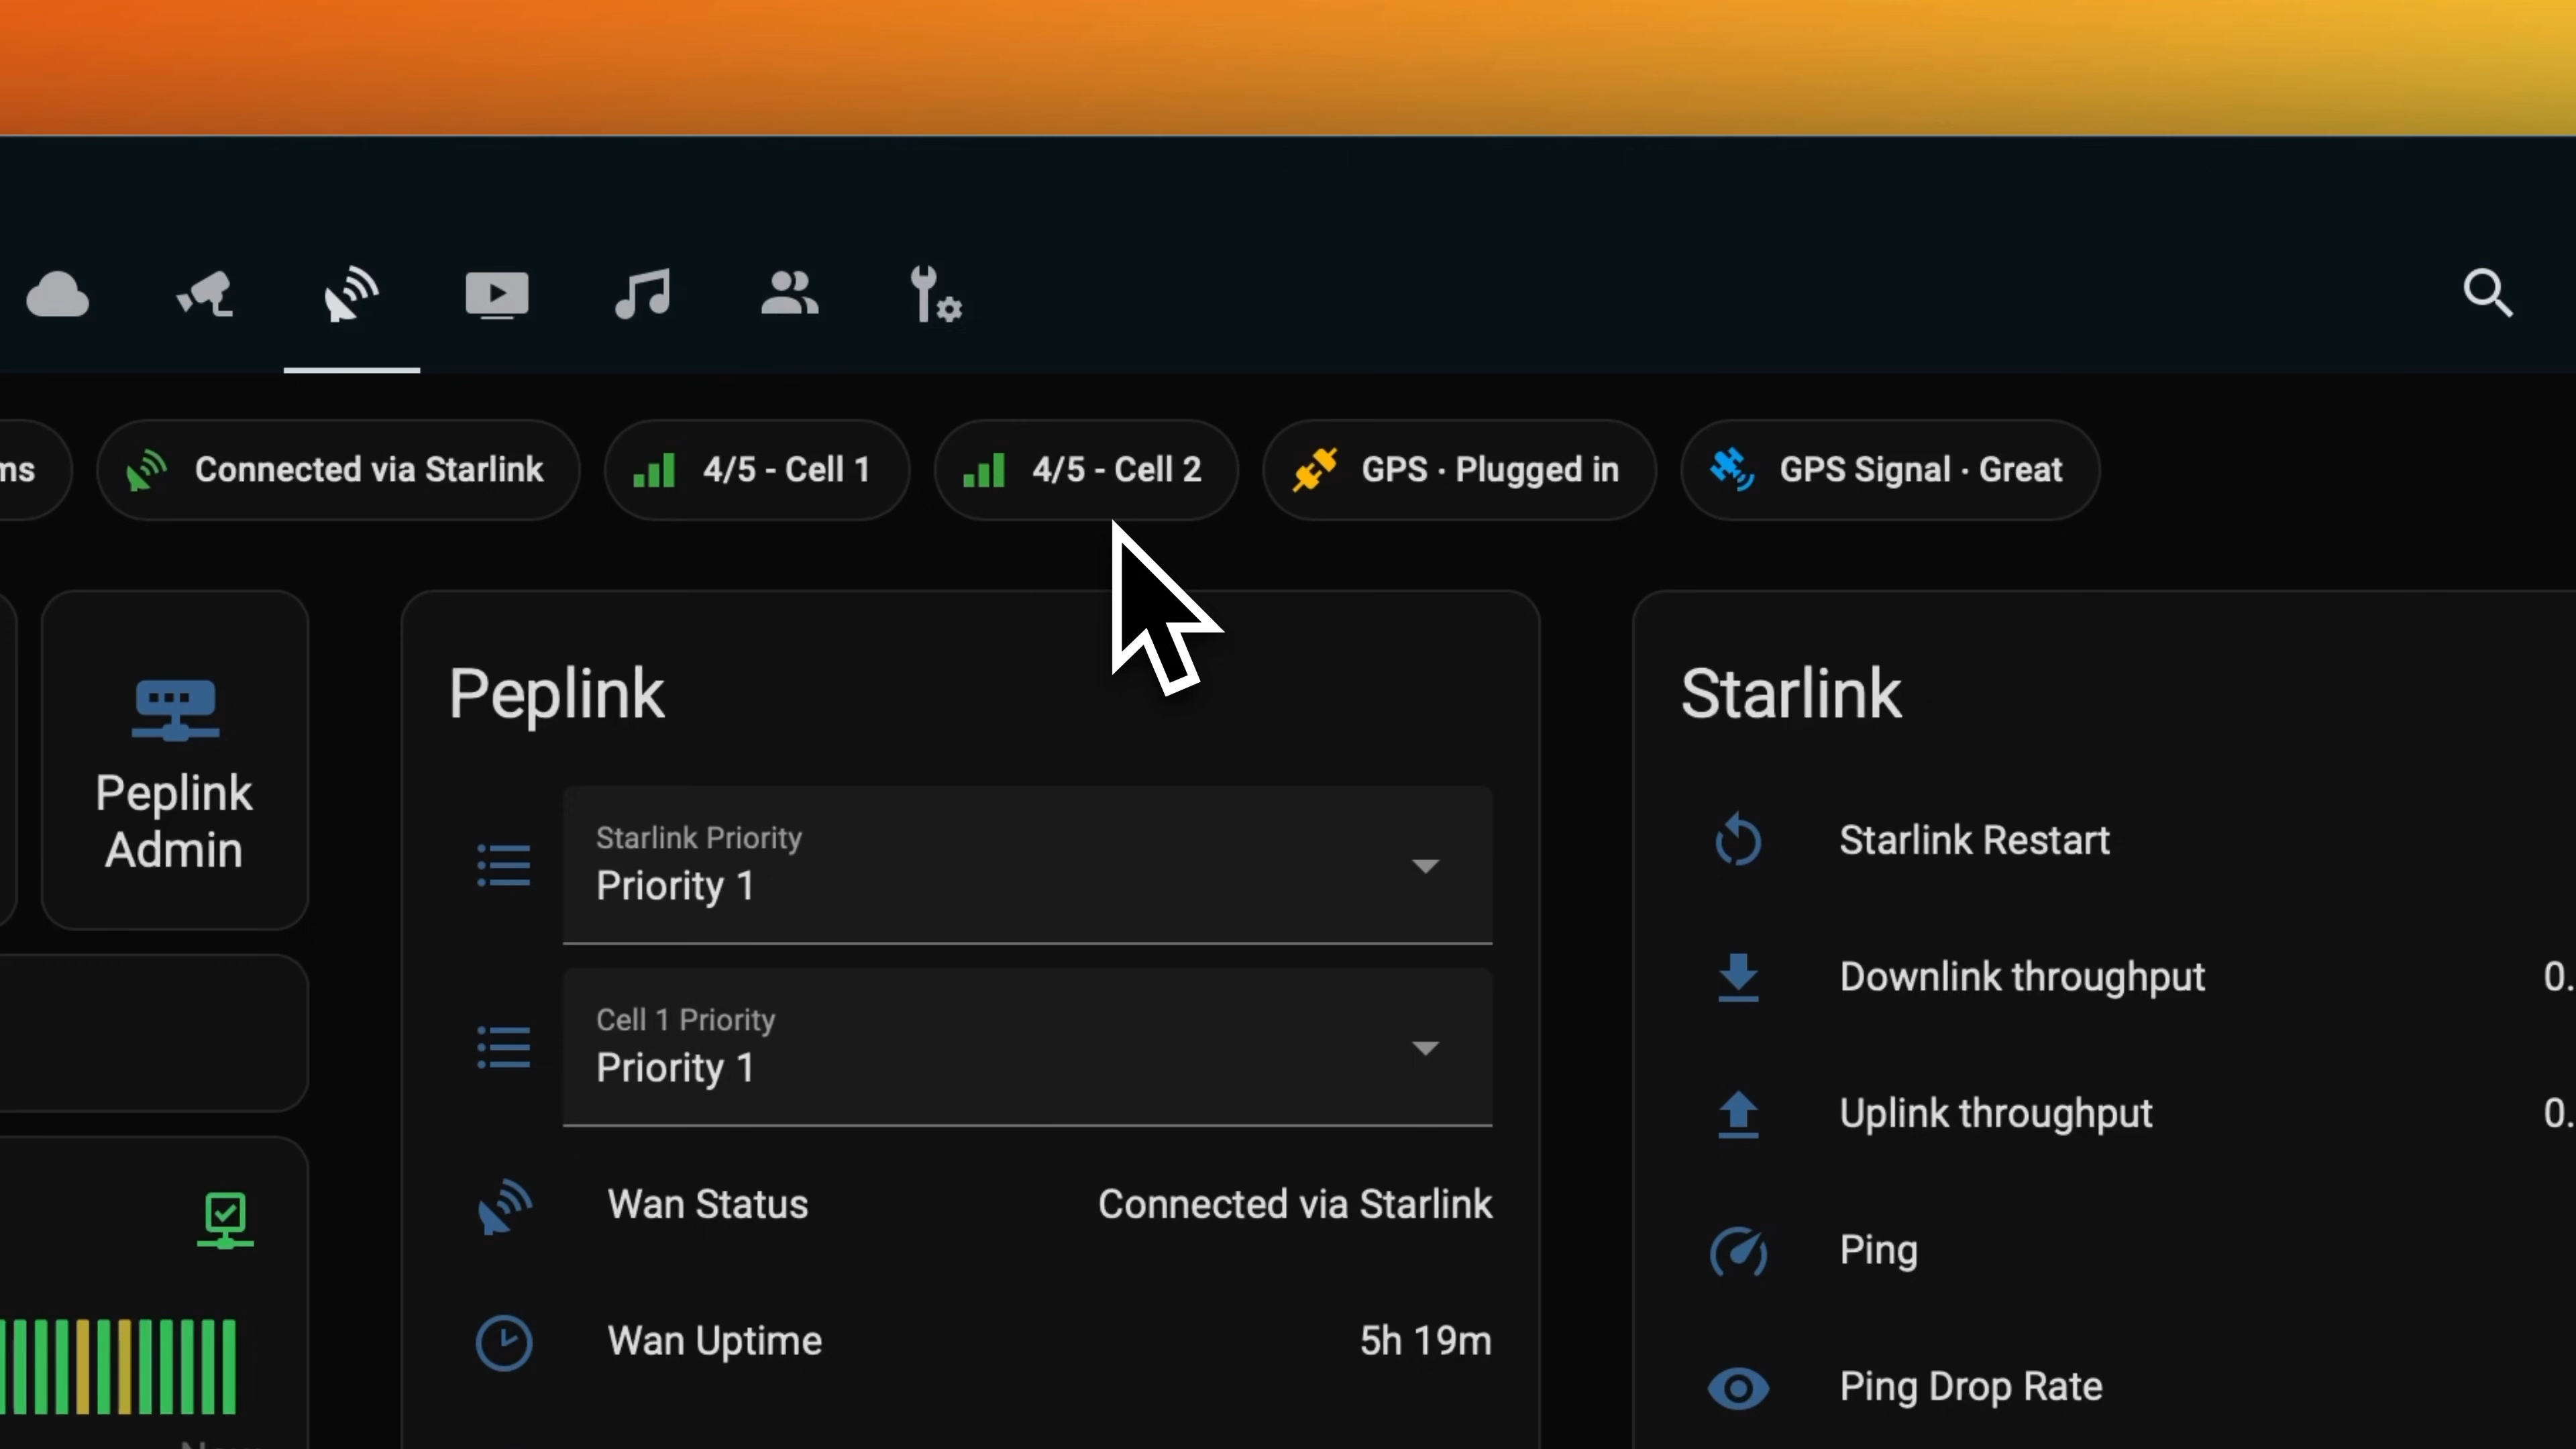 ms
Connected via Starlink
4/5 - Cell 1
4/5 - Cell 2
GPS · Plugged in
GPS Signal · Great
Peplink
Admin
Peplink
Starlink Priority
Priority 1
Cell 1 Priority
Priority 1
Wan Status
Connected via Starlink
Wan Uptime
5h 19m
Starlink
Starlink Restart
Downlink throughput
0.
Uplink throughput
0.
Ping
Ping Drop Rate